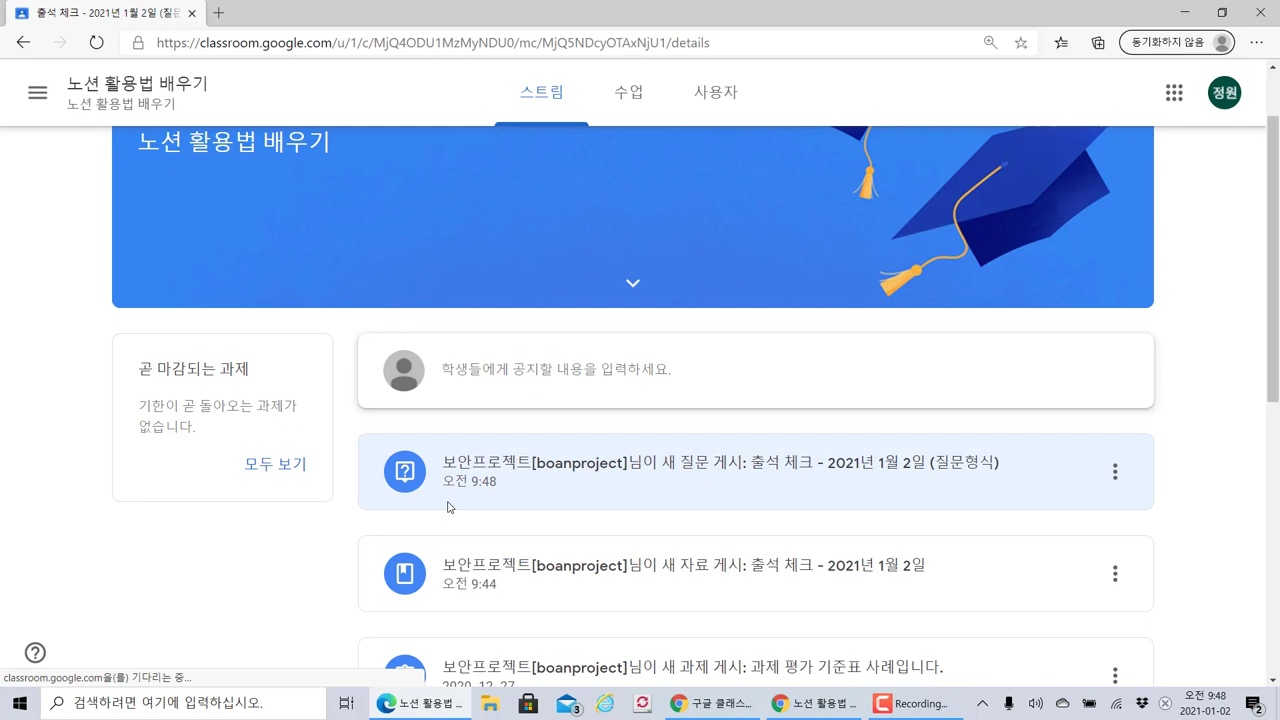 출석 체크 - 2021년 1월 2일 (질문
https://classroom.google.com/u/1/c/MjQ4ODU1MzMyNDU0/mc/MjQ5NDcyOTAxNjU1/details
동기화하지 않음
노션 활용법 배우기
노션 활용법 배우기
스트림
수업
사용자
정원
노션 활용법 배우기
곧 마감되는 과제
기한이 곧 돌아오는 과제가
없습니다.
모두 보기
학생들에게 공지할 내용을 입력하세요.
보안프로젝트[boanproject]님이 새 질문 게시: 출석 체크 - 2021년 1월 2일 (질문형식)
오전 9:48
보안프로젝트[boanproject]님이 새 자료 게시: 출석 체크 - 2021년 1월 2일
오전 9:44
보안프로젝트[boanproject]님이 새 과제 게시: 과제 평가 기준표 사례입니다.
2020. 12. 27.
classroom.google.com을(를) 기다리는 중...
검색하려면 여기에 입력하십시오.
노션 활용법 ...
3
구글 클래스...
노션 활용법 ...
Recording...
오전 9:48
2021-01-02
2